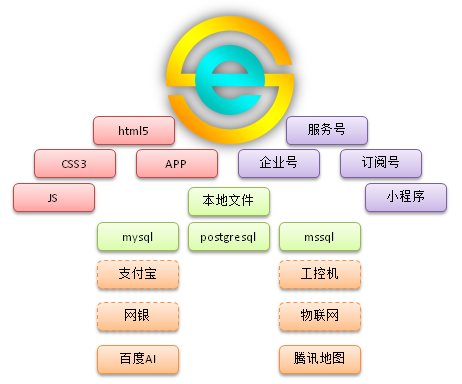 e
html5
服务号
CSS3
APP
企业号
订阅号
JS
本地文件
小程序
mysql
postgresql
mssql
支付宝
工控机
网银
物联网
百度AI
腾讯地图